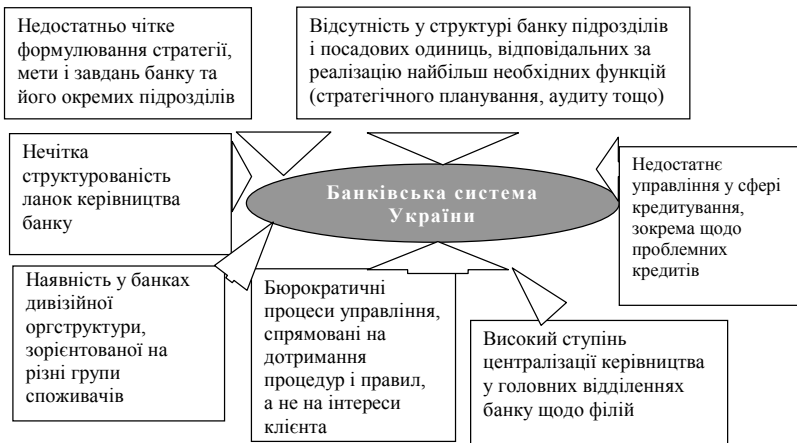 Недостатньо чітке
формулювання стратегії,
мети і завдань банку та
його окремих підрозділів
Відсутність у структурі банку підрозділів
і посадових одиниць, відповідальних за
реалізацію найбільш необхідних функцій
(стратегічного планування, аудиту тощо)
Нечітка
структурованість
ланок керівництва
банку
Банківська система
України
Недостатнє
управління у сфері
кредитування,
зокрема щодо
проблемних
кредитів
Наявність у банках
дивізійної
оргструктури,
зорієнтованої на
різні групи
споживачів
Бюрократичні
процеси управління,
спрямовані на
дотримання
процедур і правил,
а не на інтереси
клієнта
Високий ступінь
централізації керівництва
у головних відділеннях
банку щодо філій